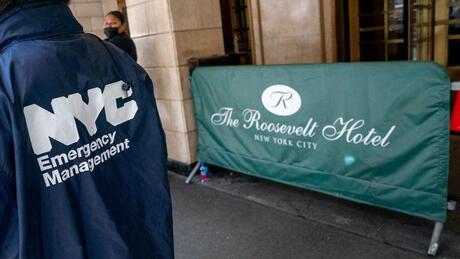 NYC
Emergency
Management
R
The Roosevelt Hotel
NEW YORK CITY